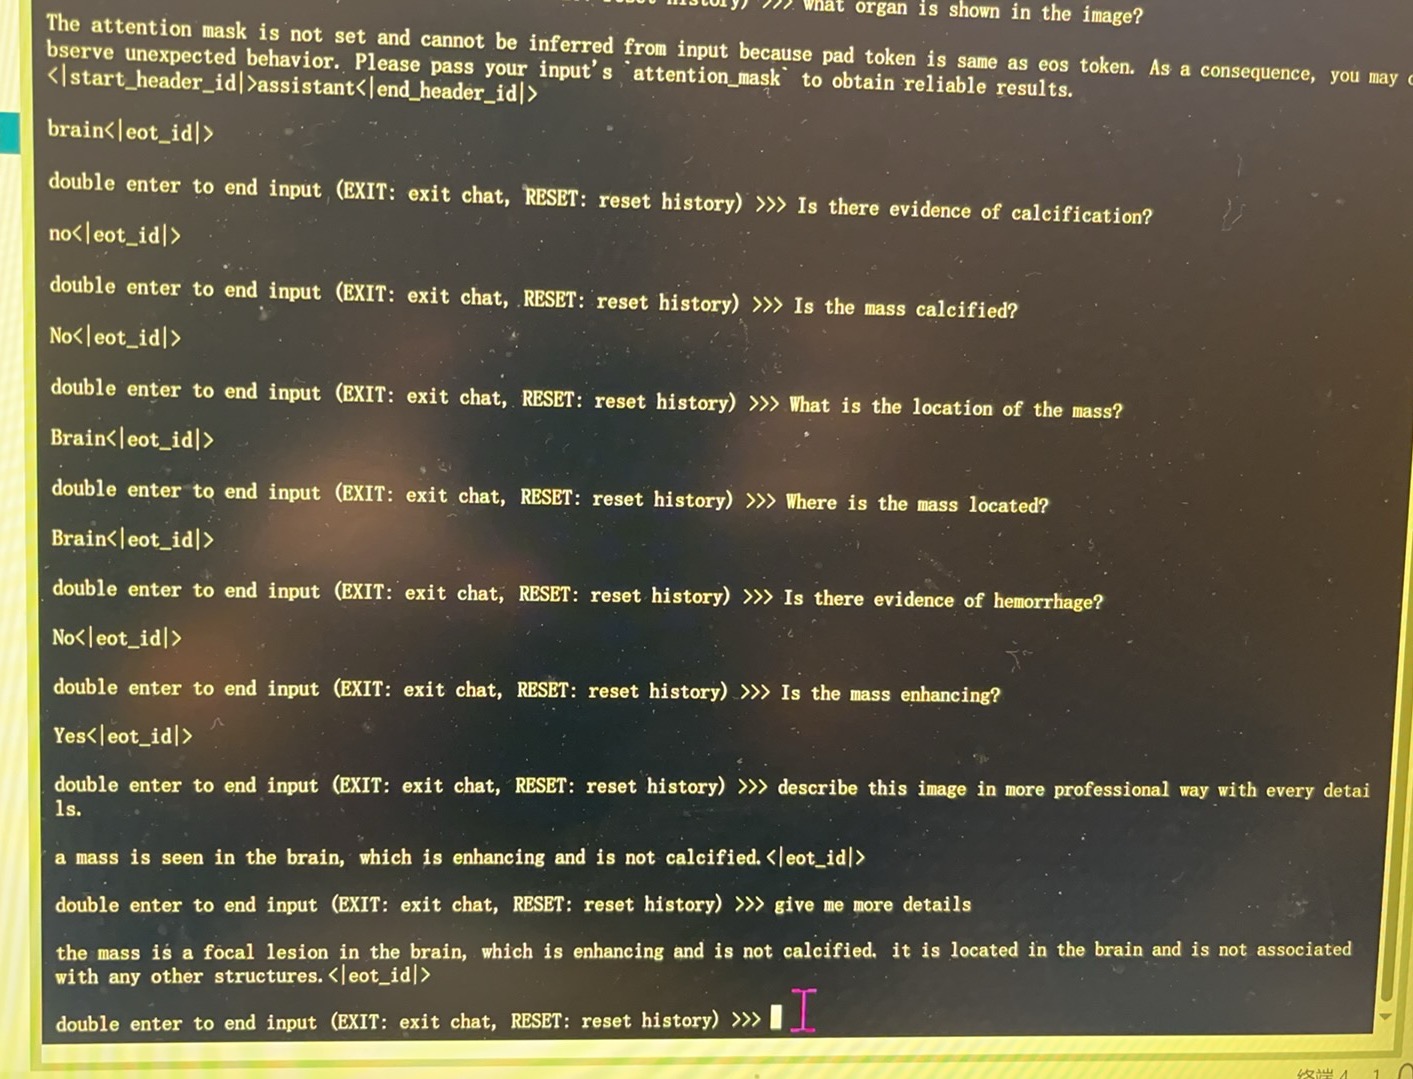 history) >>> What organ is shown in the image?
The attention mask is not set and cannot be inferred from input because pad token is same as eos token. As a consequence, you may o
bserve unexpected behavior. Please pass your input's `attention_mask` to obtain reliable results.
<|start_header_id|>assistant<|end_header_id|>
brain<|eot_id|>
double enter to end input (EXIT: exit chat, RESET: reset history) >>> Is there evidence of calcification?
no<|eot_id|>
double enter to end input (EXIT: exit chat, RESET: reset history) >>> Is the mass calcified?
No<|eot_id|>
double enter to end input (EXIT: exit chat, RESET: reset history) >>> What is the location of the mass?
Brain<|eot_id|>
double enter to end input (EXIT: exit chat, RESET: reset history) >>> Where is the mass located?
Brain<|eot_id|>
double enter to end input (EXIT: exit chat, RESET: reset history) >>> Is there evidence of hemorrhage?
No<|eot_id|>
double enter to end input (EXIT: exit chat, RESET: reset history) >>> Is the mass enhancing?
Yes<|eot_id|>
double enter to end input (EXIT: exit chat, RESET: reset history) >>> describe this image in more professional way with every detai
ls.
a mass is seen in the brain, which is enhancing and is not calcified.<|eot_id|>
double enter to end input (EXIT: exit chat, RESET: reset history) >>> give me more details
the mass is a focal lesion in the brain, which is enhancing and is not calcified. it is located in the brain and is not associated
with any other structures.<|eot_id|>
double enter to end input (EXIT: exit chat, RESET: reset history) >>>